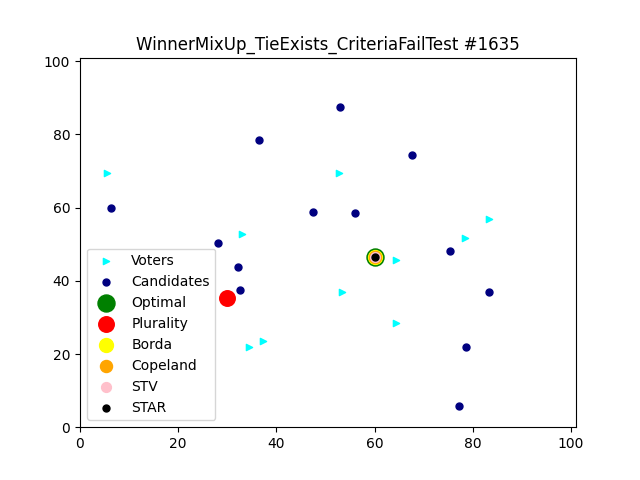 WinnerMixUp_TieExists_CriteriaFailTest #1635
100
80
60
40
20
0
Voters
Candidates
Optimal
Plurality
Borda
Copeland
STV
STAR
0 20 40 60 80 100